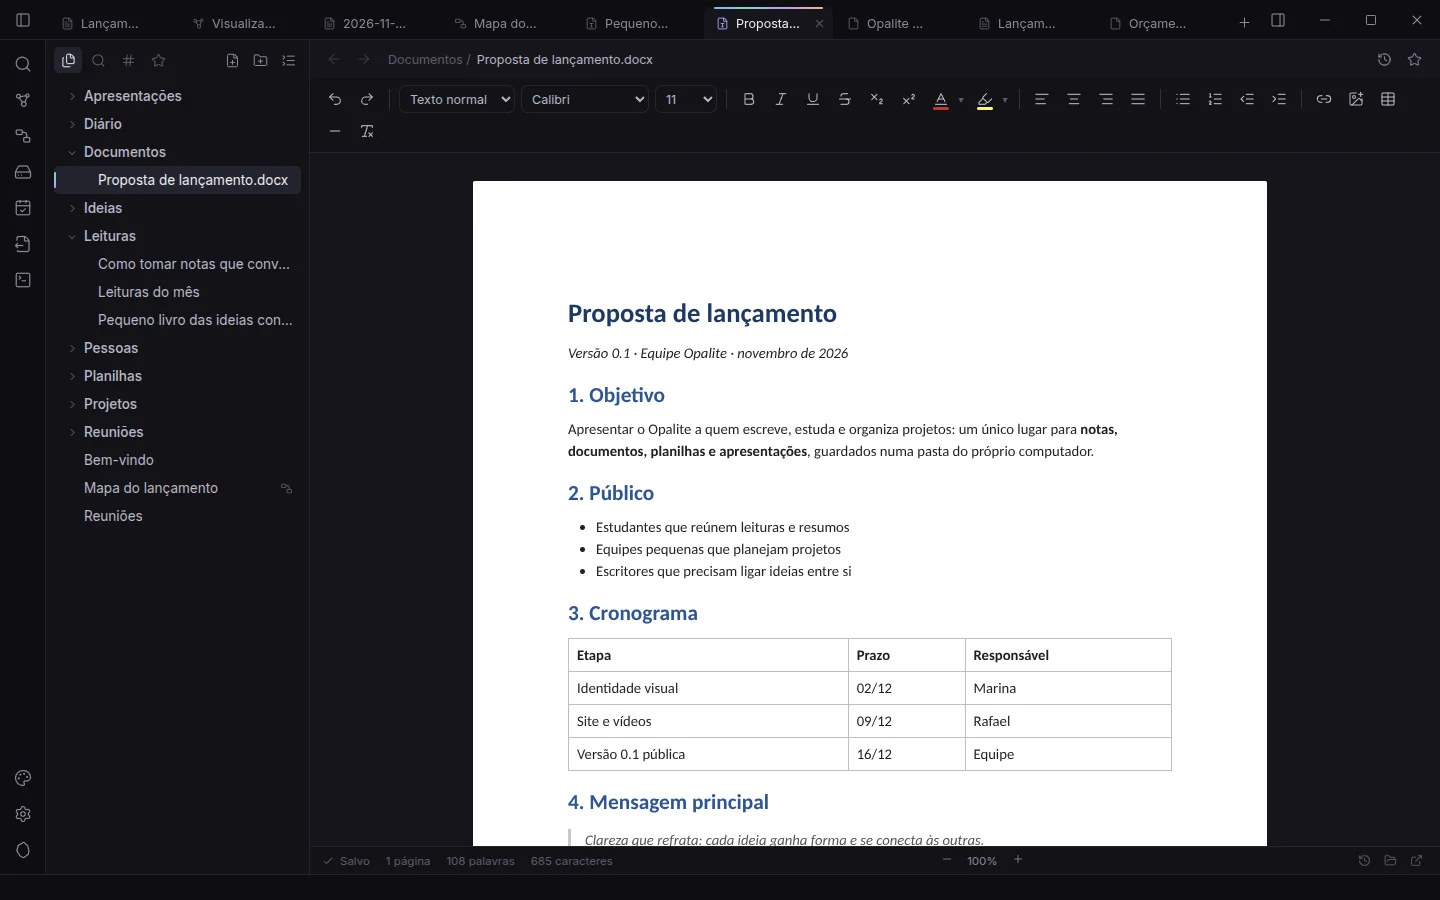 Lançam...
Visualiza...
2026-11-...
Mapa do...
Pequeno...
Proposta...
Opalite ...
Lançam...
Orçame...
Documentos / Proposta de lançamento.docx
Apresentações
Diário
Documentos
Proposta de lançamento.docx
Ideias
Leituras
Como tomar notas que conv...
Leituras do mês
Pequeno livro das ideias con...
Pessoas
Planilhas
Projetos
Reuniões
Bem-vindo
Mapa do lançamento
Reuniões
Texto normal
Calibri
11
Proposta de lançamento
Versão 0.1 · Equipe Opalite · novembro de 2026
1. Objetivo
Apresentar o Opalite a quem escreve, estuda e organiza projetos: um único lugar para notas,
documentos, planilhas e apresentações, guardados numa pasta do próprio computador.
2. Público
• Estudantes que reúnem leituras e resumos
• Equipes pequenas que planejam projetos
• Escritores que precisam ligar ideias entre si
3. Cronograma
Etapa Prazo Responsável
Identidade visual 02/12 Marina
Site e vídeos 09/12 Rafael
Versão 0.1 pública 16/12 Equipe
4. Mensagem principal
Clareza que refrata: cada ideia ganha forma e se conecta às outras.
Salvo 1 página 108 palavras 685 caracteres
100%